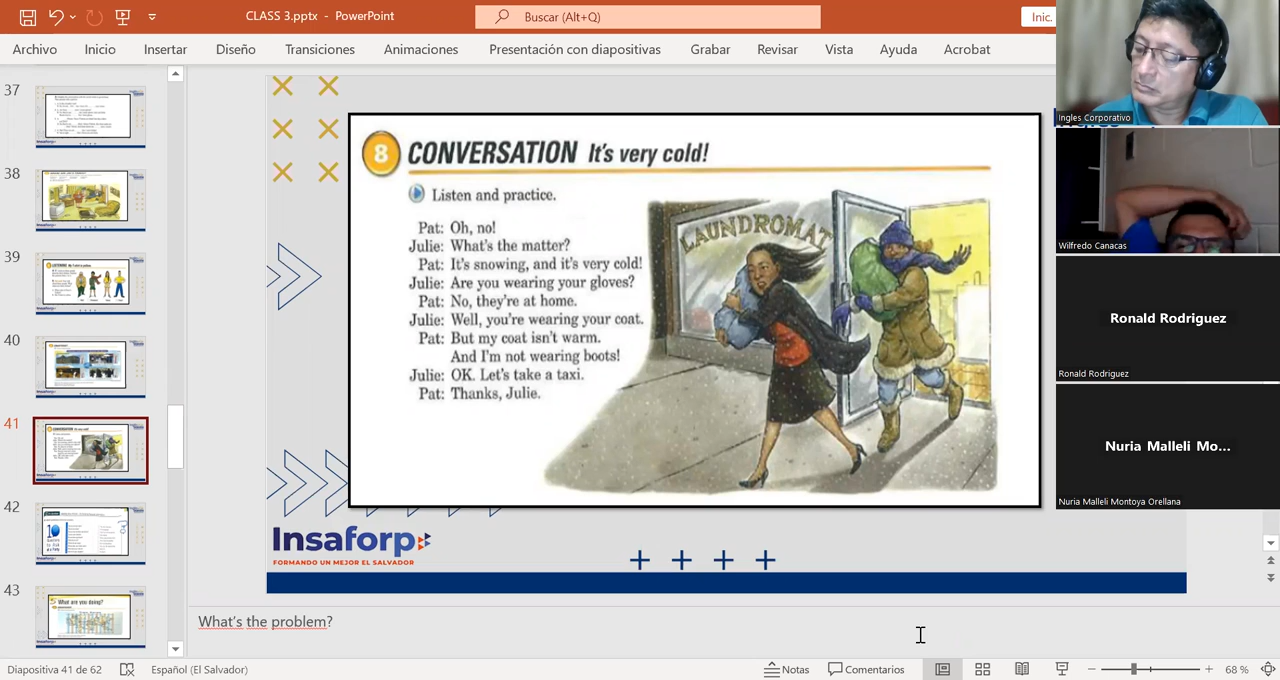 CLASS 3.pptx - PowerPoint
Buscar (Alt+Q)
Inic.
Archivo Inicio Insertar Diseño Transiciones Animaciones Presentación con diapositivas Grabar Revisar Vista Ayuda Acrobat
37
38
39
40
41
42
43
What are you doing?
8 CONVERSATION It's very cold!
Listen and practice.
Pat: Oh, no!
Julie: What's the matter?
Pat: It's snowing, and it's very cold!
Julie: Are you wearing your gloves?
Pat: No, they're at home.
Julie: Well, you're wearing your coat.
Pat: But my coat isn't warm.
And I'm not wearing boots!
Julie: OK. Let's take a taxi.
Pat: Thanks, Julie.
LAUNDROMAT
Insaforp
FORMANDO UN MEJOR EL SALVADOR
Ingles Corporativo
Wilfredo Canacas
Ronald Rodriguez
Ronald Rodriguez
Nuria Malleli Mo...
Nuria Malleli Montoya Orellana
What's the problem?
Diapositiva 41 de 62 Español (El Salvador) Notas Comentarios 68 %